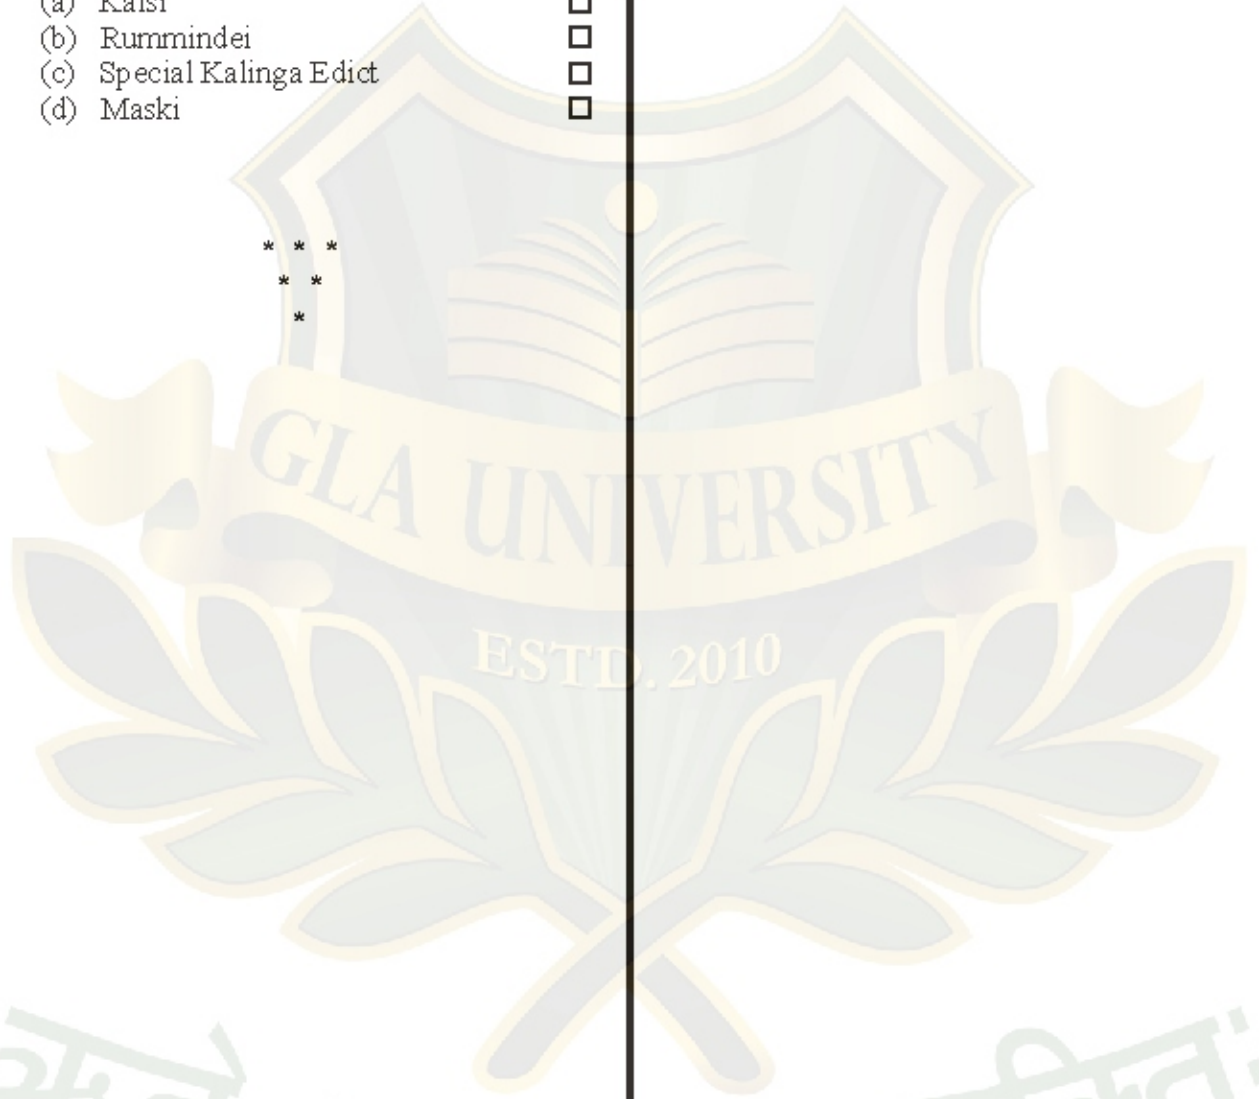 (a) Kalsi
(b) Rummindei
(c) Special Kalinga Edict
(d) Maski
* * *
* *
*
GLA UNIVERSITY
ESTD. 2010